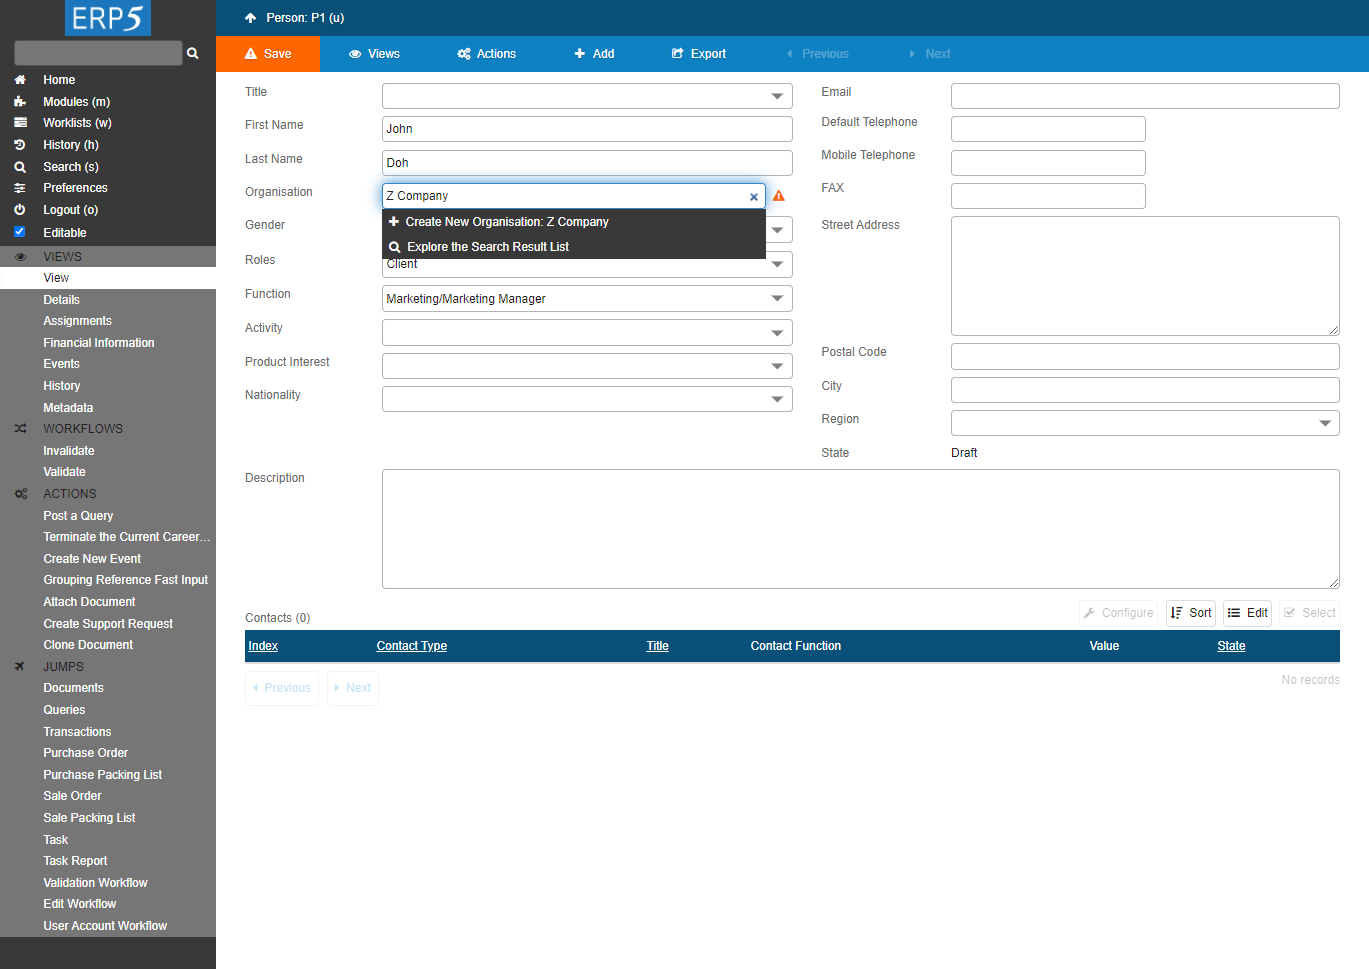 ERP5
Home
Modules (m)
Worklists (w)
History (h)
Search (s)
Preferences
Logout (o)
Editable
VIEWS
View
Details
Assignments
Financial Information
Events
History
Metadata
WORKFLOWS
Invalidate
Validate
ACTIONS
Post a Query
Terminate the Current Career...
Create New Event
Grouping Reference Fast Input
Attach Document
Create Support Request
Clone Document
JUMPS
Documents
Queries
Transactions
Purchase Order
Purchase Packing List
Sale Order
Sale Packing List
Task
Task Report
Validation Workflow
Edit Workflow
User Account Workflow
Person: P1 (u)
Save Views Actions Add Export Previous Next
Title
First Name John
Last Name Doh
Organisation Z Company
Create New Organisation: Z Company
Explore the Search Result List
Gender
Roles Client
Function Marketing/Marketing Manager
Activity
Product Interest
Nationality
Email
Default Telephone
Mobile Telephone
FAX
Street Address
Postal Code
City
Region
State Draft
Description
Contacts (0) Configure Sort Edit Select
Index Contact Type Title Contact Function Value State
Previous Next No records